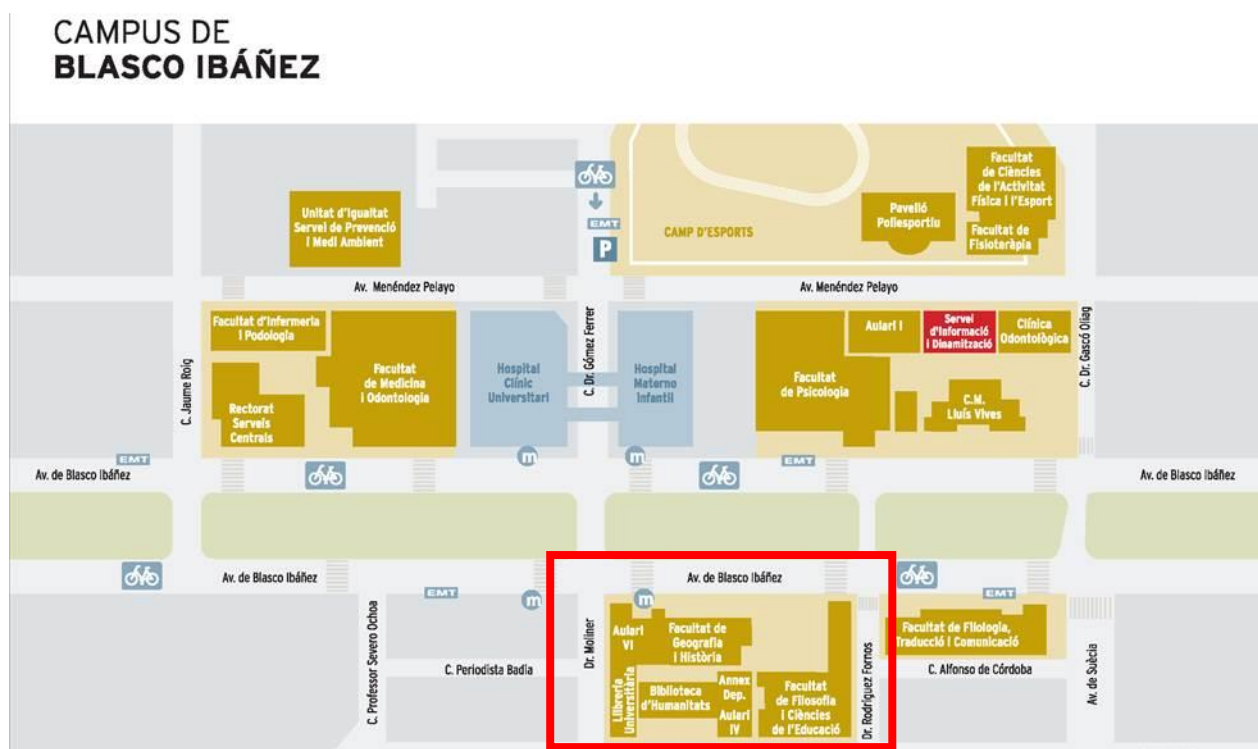 CAMPUS DE
BLASCO IBÁÑEZ
Unitat d'Igualtat
Servei de Prevenció
i Medi Ambient
EMT
P
CAMP D'ESPORTS
Pavelló
Poliesportiu
Facultat
de Ciències
de l'Activitat
Física i l'Esport
Facultat de
Fisioteràpia
Av. Menéndez Pelayo
Av. Menéndez Pelayo
C. Jaume Roig
Facultat d'Infermeria
i Podologia
Rectorat
Serveis
Centrals
Facultat
de Medicina
i Odontologia
Hospital
Clínic
Universitari
C. Dr. Gómez Ferrer
Hospital
Materno
Infantil
Facultat
de Psicologia
Aulari I
Servei
d'Informació
i Dinamització
Clínica
Odontològica
C.M.
Lluís Vives
C. Dr. Gascó Oliag
EMT
m
m
EMT
Av. de Blasco Ibáñez
Av. de Blasco Ibáñez
Av. de Blasco Ibáñez
Av. de Blasco Ibáñez
EMT
m
m
EMT
C. Professor Severo Ochoa
C. Periodista Badia
Dr. Moliner
Aulari
VI
Facultat de
Geografia
i Història
Llibreria
Universitària
Biblioteca
d'Humanitats
Annex
Dep.
Aulari
IV
Facultat
de Filosofia
i Ciències
de l'Educació
Dr. Rodríguez Fornos
Facultat de Filologia,
Traducció i Comunicació
C. Alfonso de Córdoba
Av. de Suècia